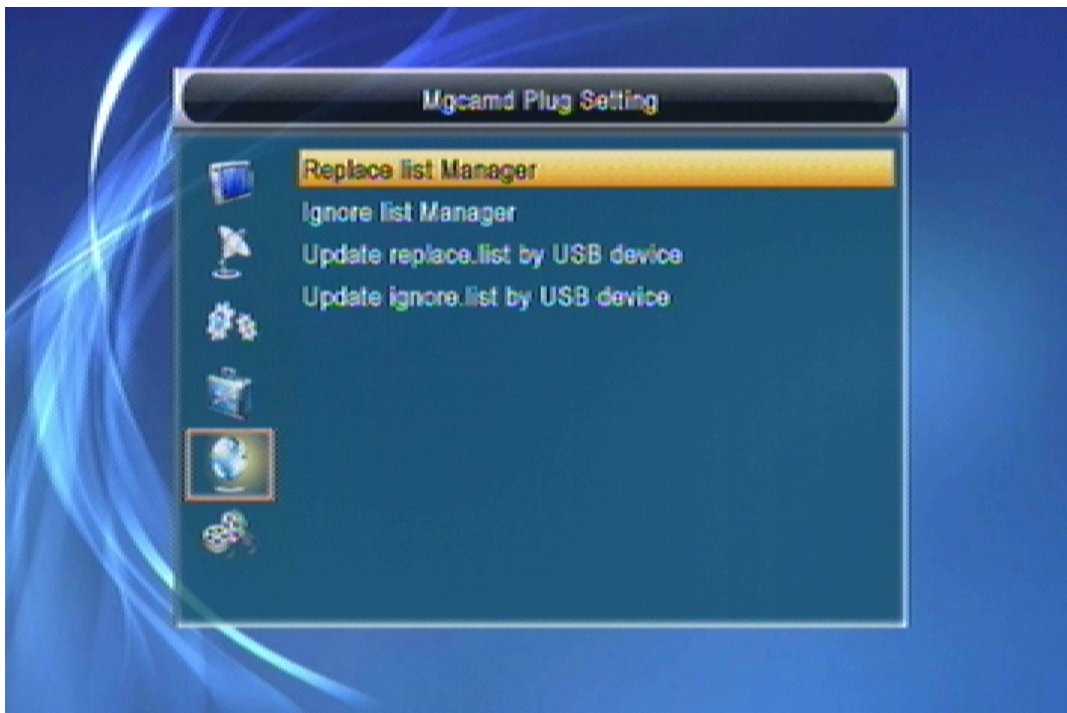 Mgcamd Plug Setting
Replace list Manager
Ignore list Manager
Update replace.list by USB device
Update ignore.list by USB device